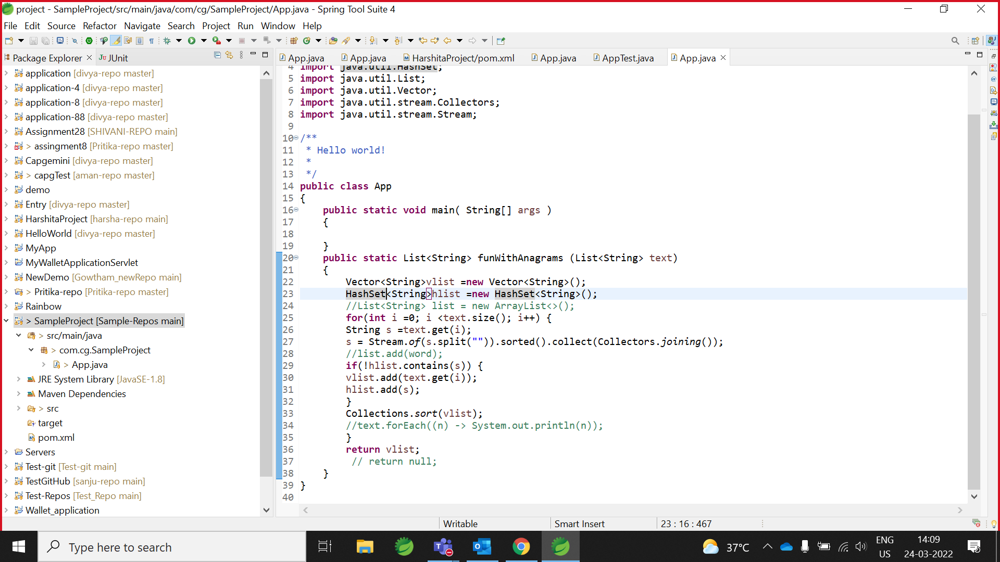 project - SampleProject/src/main/java/com/cg/SampleProject/App.java - Spring Tool Suite 4
File Edit Source Refactor Navigate Search Project Run Window Help
Package Explorer
JUnit
application [divya-repo master]
application-4 [divya-repo master]
application-8 [divya-repo master]
application-88 [divya-repo master]
Assignment28 [SHIVANI-REPO main]
> assingment8 [Pritika-repo master]
Capgemini [divya-repo master]
> capgTest [aman-repo master]
demo
Entry [divya-repo master]
HarshitaProject [harsha-repo main]
HelloWorld [divya-repo master]
MyApp
MyWalletApplicationServlet
NewDemo [Gowtham_newRepo main]
> Pritika-repo [Pritika-repo master]
Rainbow
> SampleProject [Sample-Repos main]
> src/main/java
> com.cg.SampleProject
> App.java
JRE System Library [JavaSE-1.8]
Maven Dependencies
> src
target
pom.xml
Servers
Test-git [Test-git main]
TestGitHub [sanju-repo main]
Test-Repos [Test_Repo main]
Wallet_application
App.java App.java HarshitaProject/pom.xml App.java AppTest.java App.java
4 import java.util.HashSet;
5 import java.util.List;
6 import java.util.Vector;
7 import java.util.stream.Collectors;
8 import java.util.stream.Stream;
9
10 /**
11 * Hello world!
12 *
13 */
14 public class App
15 {
16 public static void main( String[] args )
17 {
18
19 }
20 public static List<String> funWithAnagrams (List<String> text)
21 {
22 Vector<String>vlist =new Vector<String>();
23 HashSet<String>hlist =new HashSet<String>();
24 //List<String> list = new ArrayList<>();
25 for(int i =0; i <text.size(); i++) {
26 String s =text.get(i);
27 s = Stream.of(s.split("")).sorted().collect(Collectors.joining());
28 //list.add(word);
29 if(!hlist.contains(s)) {
30 vlist.add(text.get(i));
31 hlist.add(s);
32 }
33 Collections.sort(vlist);
34 //text.forEach((n) -> System.out.println(n));
35 }
36 return vlist;
37 // return null;
38 }
39 }
40
Writable
Smart Insert
23 : 16 : 467
Type here to search
37°C
ENG
US
14:09
24-03-2022